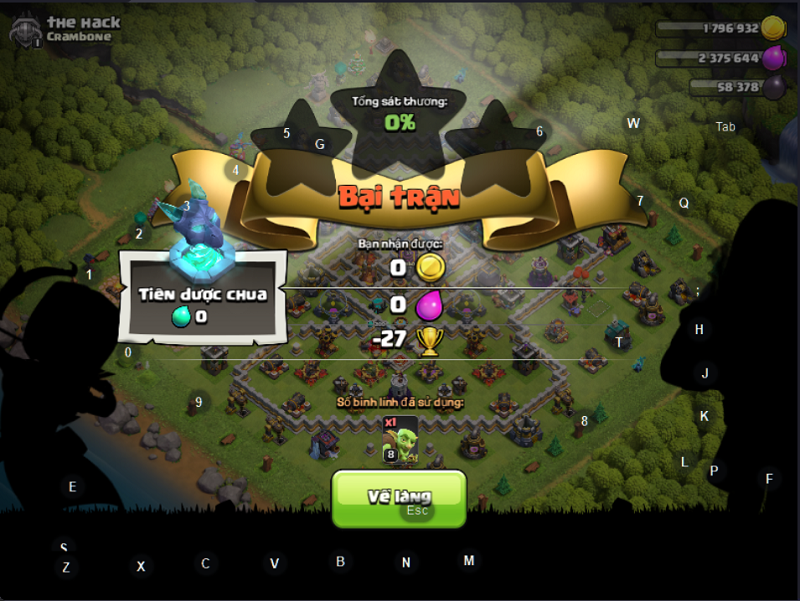 the Hack
Crambone
1 796 932
2 375 644
58 378
Tổng sát thương:
0%
5
G
6
W
Tab
4
Bại trận
3
7
Q
2
Bạn nhận được:
0
1
Tiên dược chưa
0
0
;
-27
H
T
0
J
9
Số binh lính đã sử dụng:
K
8
x1
8
L
P
F
E
Về làng
Esc
S
Z
X
C
V
B
N
M